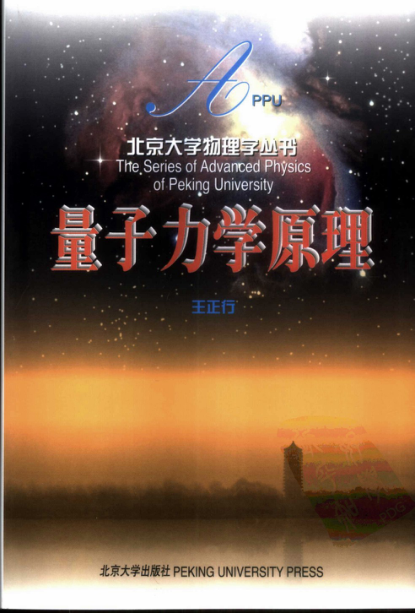 A PPU
北京大学物理学丛书
The Series of Advanced Physics
of Peking University
量子力学原理
王正行
北京大学出版社 PEKING UNIVERSITY PRESS